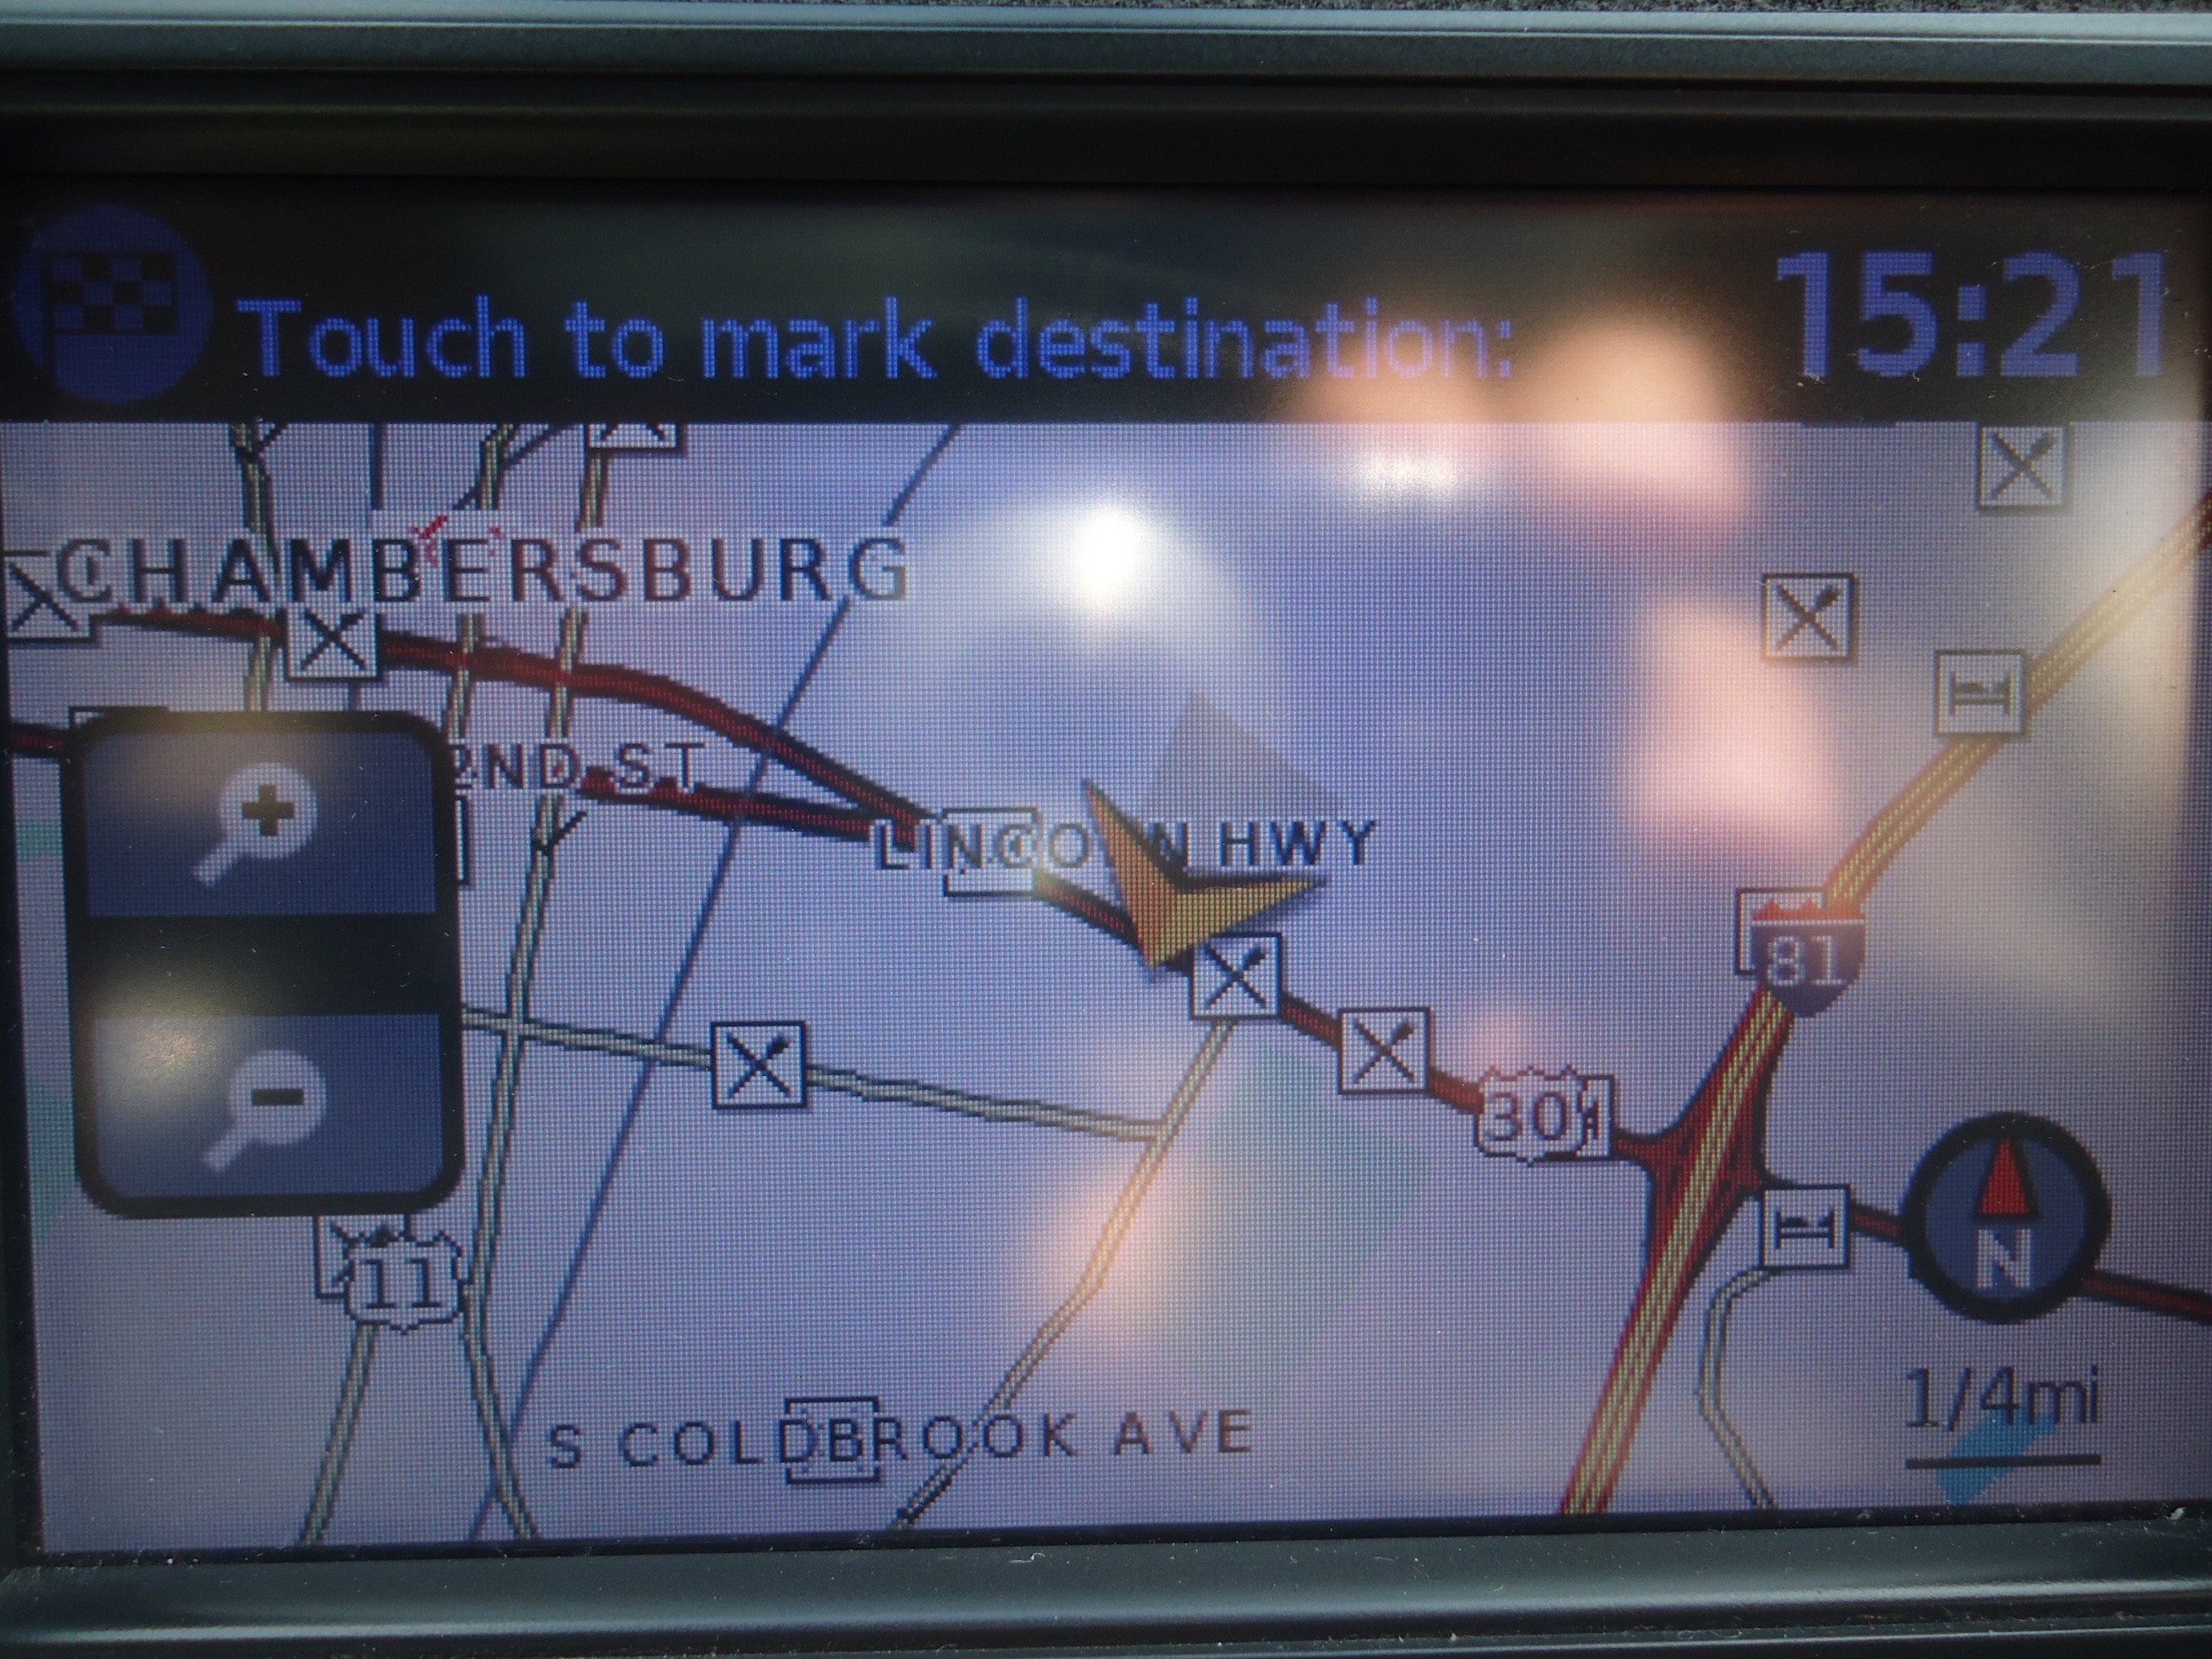 Touch to mark destination:
15:21
CHAMBERSBURG
2ND ST
LINCOLN HWY
81
30
11
N
1/4mi
S COLDBROOK AVE